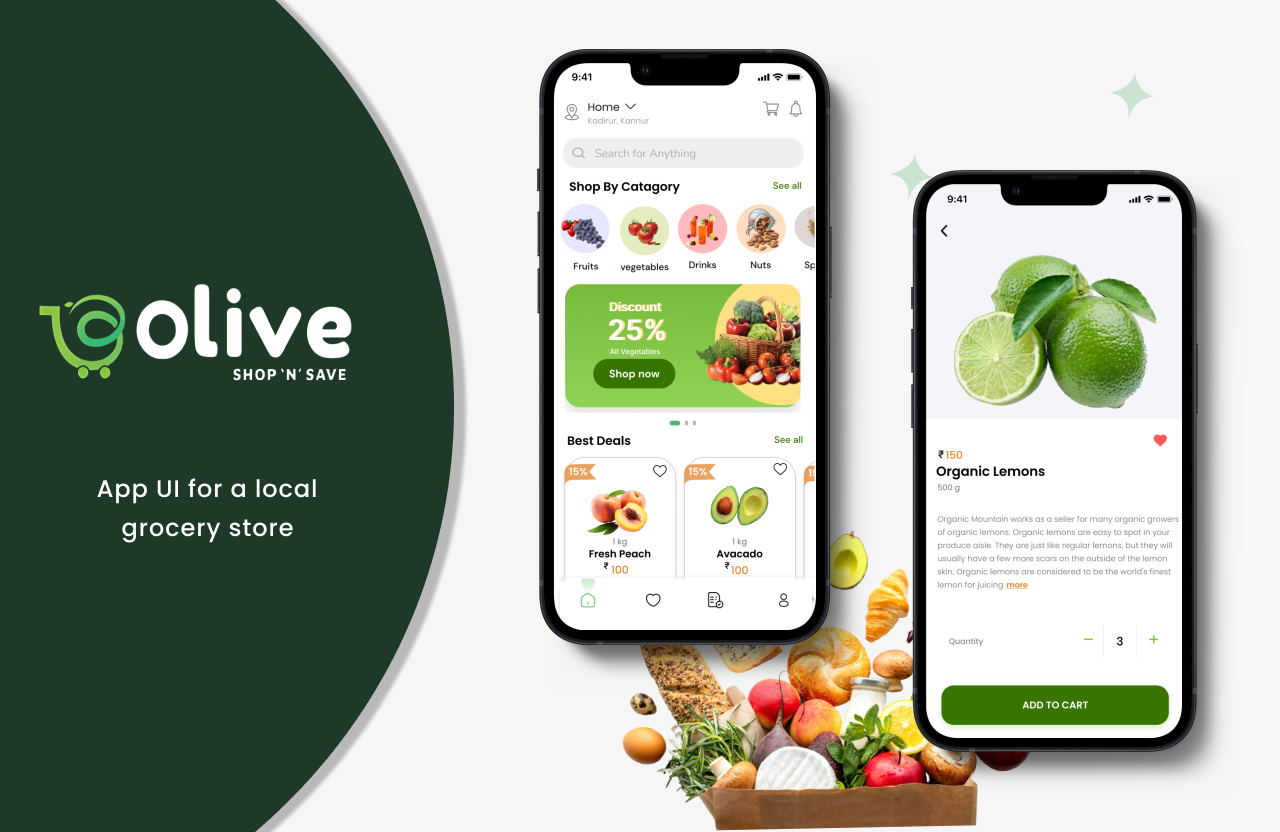 olive
SHOP 'N' SAVE
App UI for a local
grocery store
9:41
Home
Kadirur, Kannur
Search for Anything
Shop By Catagory
See all
Fruits
vegetables
Drinks
Nuts
Sp
Discount
25%
All Vegetables
Shop now
Best Deals
See all
15%
15%
1 kg
Fresh Peach
₹100
1 kg
Avacado
₹100
9:41
₹150
Organic Lemons
500 g
Organic Mountain works as a seller for many organic growers
of organic lemons. Organic lemons are easy to spot in your
produce aisle. They are just like regular lemons, but they will
usually have a few more scars on the outside of the lemon
skin. Organic lemons are considered to be the world's finest
lemon for juicing more
Quantity
3
ADD TO CART